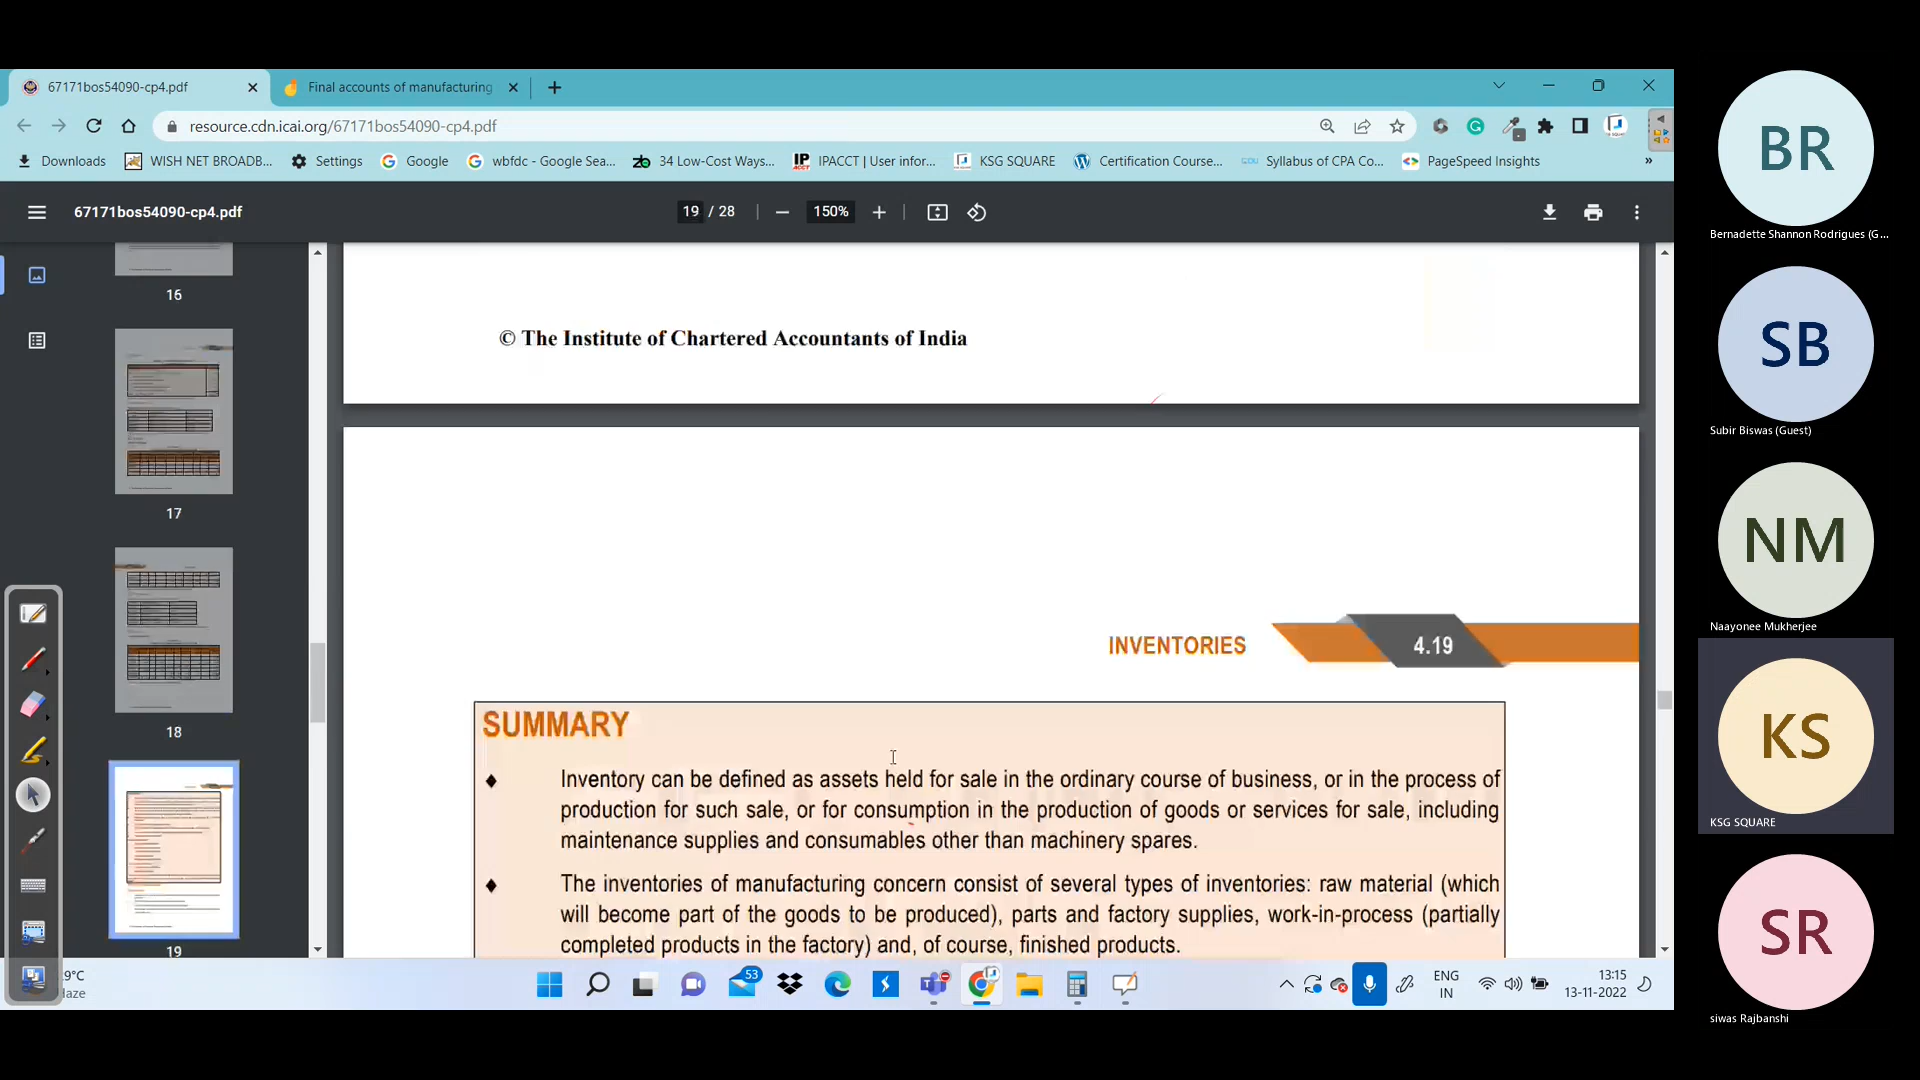 67171bos54090-cp4.pdf
Final accounts of manufacturing
resource.cdn.icai.org/67171bos54090-cp4.pdf
Downloads
WISH NET BROADB...
Settings
Google
wbfdc - Google Sea...
34 Low-Cost Ways...
IPACCT | User infor...
KSG SQUARE
Certification Course...
Syllabus of CPA Co...
PageSpeed Insights
»
67171bos54090-cp4.pdf
19 / 28
150%
16
17
18
19
© The Institute of Chartered Accountants of India
INVENTORIES
4.19
SUMMARY
Inventory can be defined as assets held for sale in the ordinary course of business, or in the process of
production for such sale, or for consumption in the production of goods or services for sale, including
maintenance supplies and consumables other than machinery spares.
The inventories of manufacturing concern consist of several types of inventories: raw material (which
will become part of the goods to be produced), parts and factory supplies, work-in-process (partially
completed products in the factory) and, of course, finished products.
9°C
53
ENG
IN
13:15
13-11-2022
BR
Bernadette Shannon Rodrigues (G...
SB
Subir Biswas (Guest)
NM
Naayonee Mukherjee
KS
KSG SQUARE
SR
siwas Rajbanshi